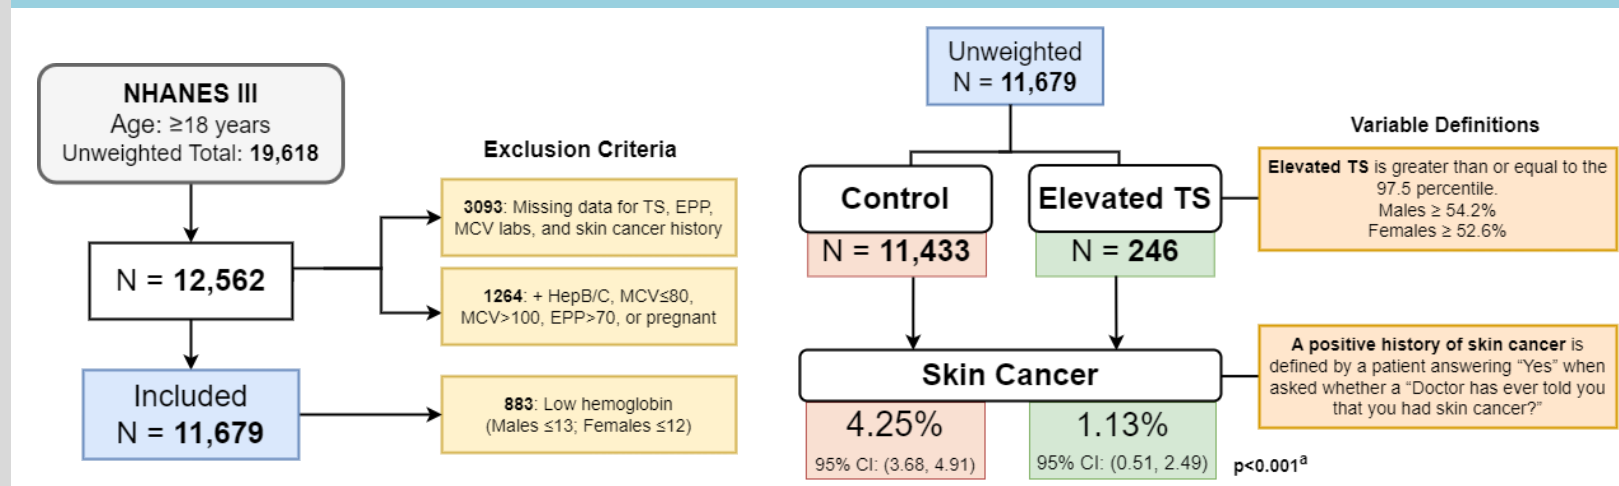 NHANES III
Age: ≥18 years
Unweighted Total: 19,618
N = 12,562
Included
N = 11,679
Exclusion Criteria
3093: Missing data for TS, EPP,
MCV labs, and skin cancer history
1264: + HepB/C, MCV≤80,
MCV>100, EPP>70, or pregnant
883: Low hemoglobin
(Males ≤13; Females ≤12)
Unweighted
N = 11,679
Control
N = 11,433
Elevated TS
N = 246
Skin Cancer
4.25%
95% CI: (3.68, 4.91)
1.13%
95% CI: (0.51, 2.49)
p<0.001ᵃ
Variable Definitions
Elevated TS is greater than or equal to the
97.5 percentile.
Males ≥ 54.2%
Females ≥ 52.6%
A positive history of skin cancer is
defined by a patient answering “Yes” when
asked whether a “Doctor has ever told you
that you had skin cancer?”